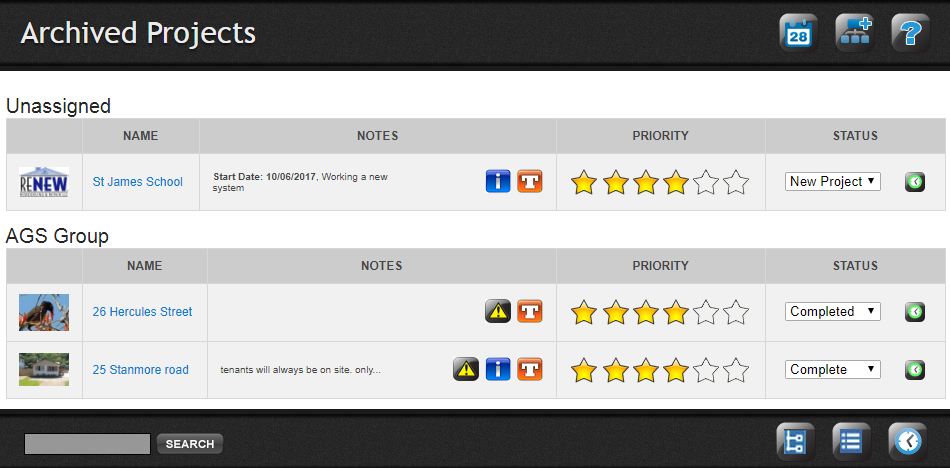 Archived Projects
28
?
Unassigned
NAME NOTES PRIORITY STATUS
RENEW St James School Start Date: 10/06/2017, Working a new system i T New Project
AGS Group
NAME NOTES PRIORITY STATUS
26 Hercules Street T Completed
25 Stanmore road tenants will always be on site. only... i T Complete
SEARCH